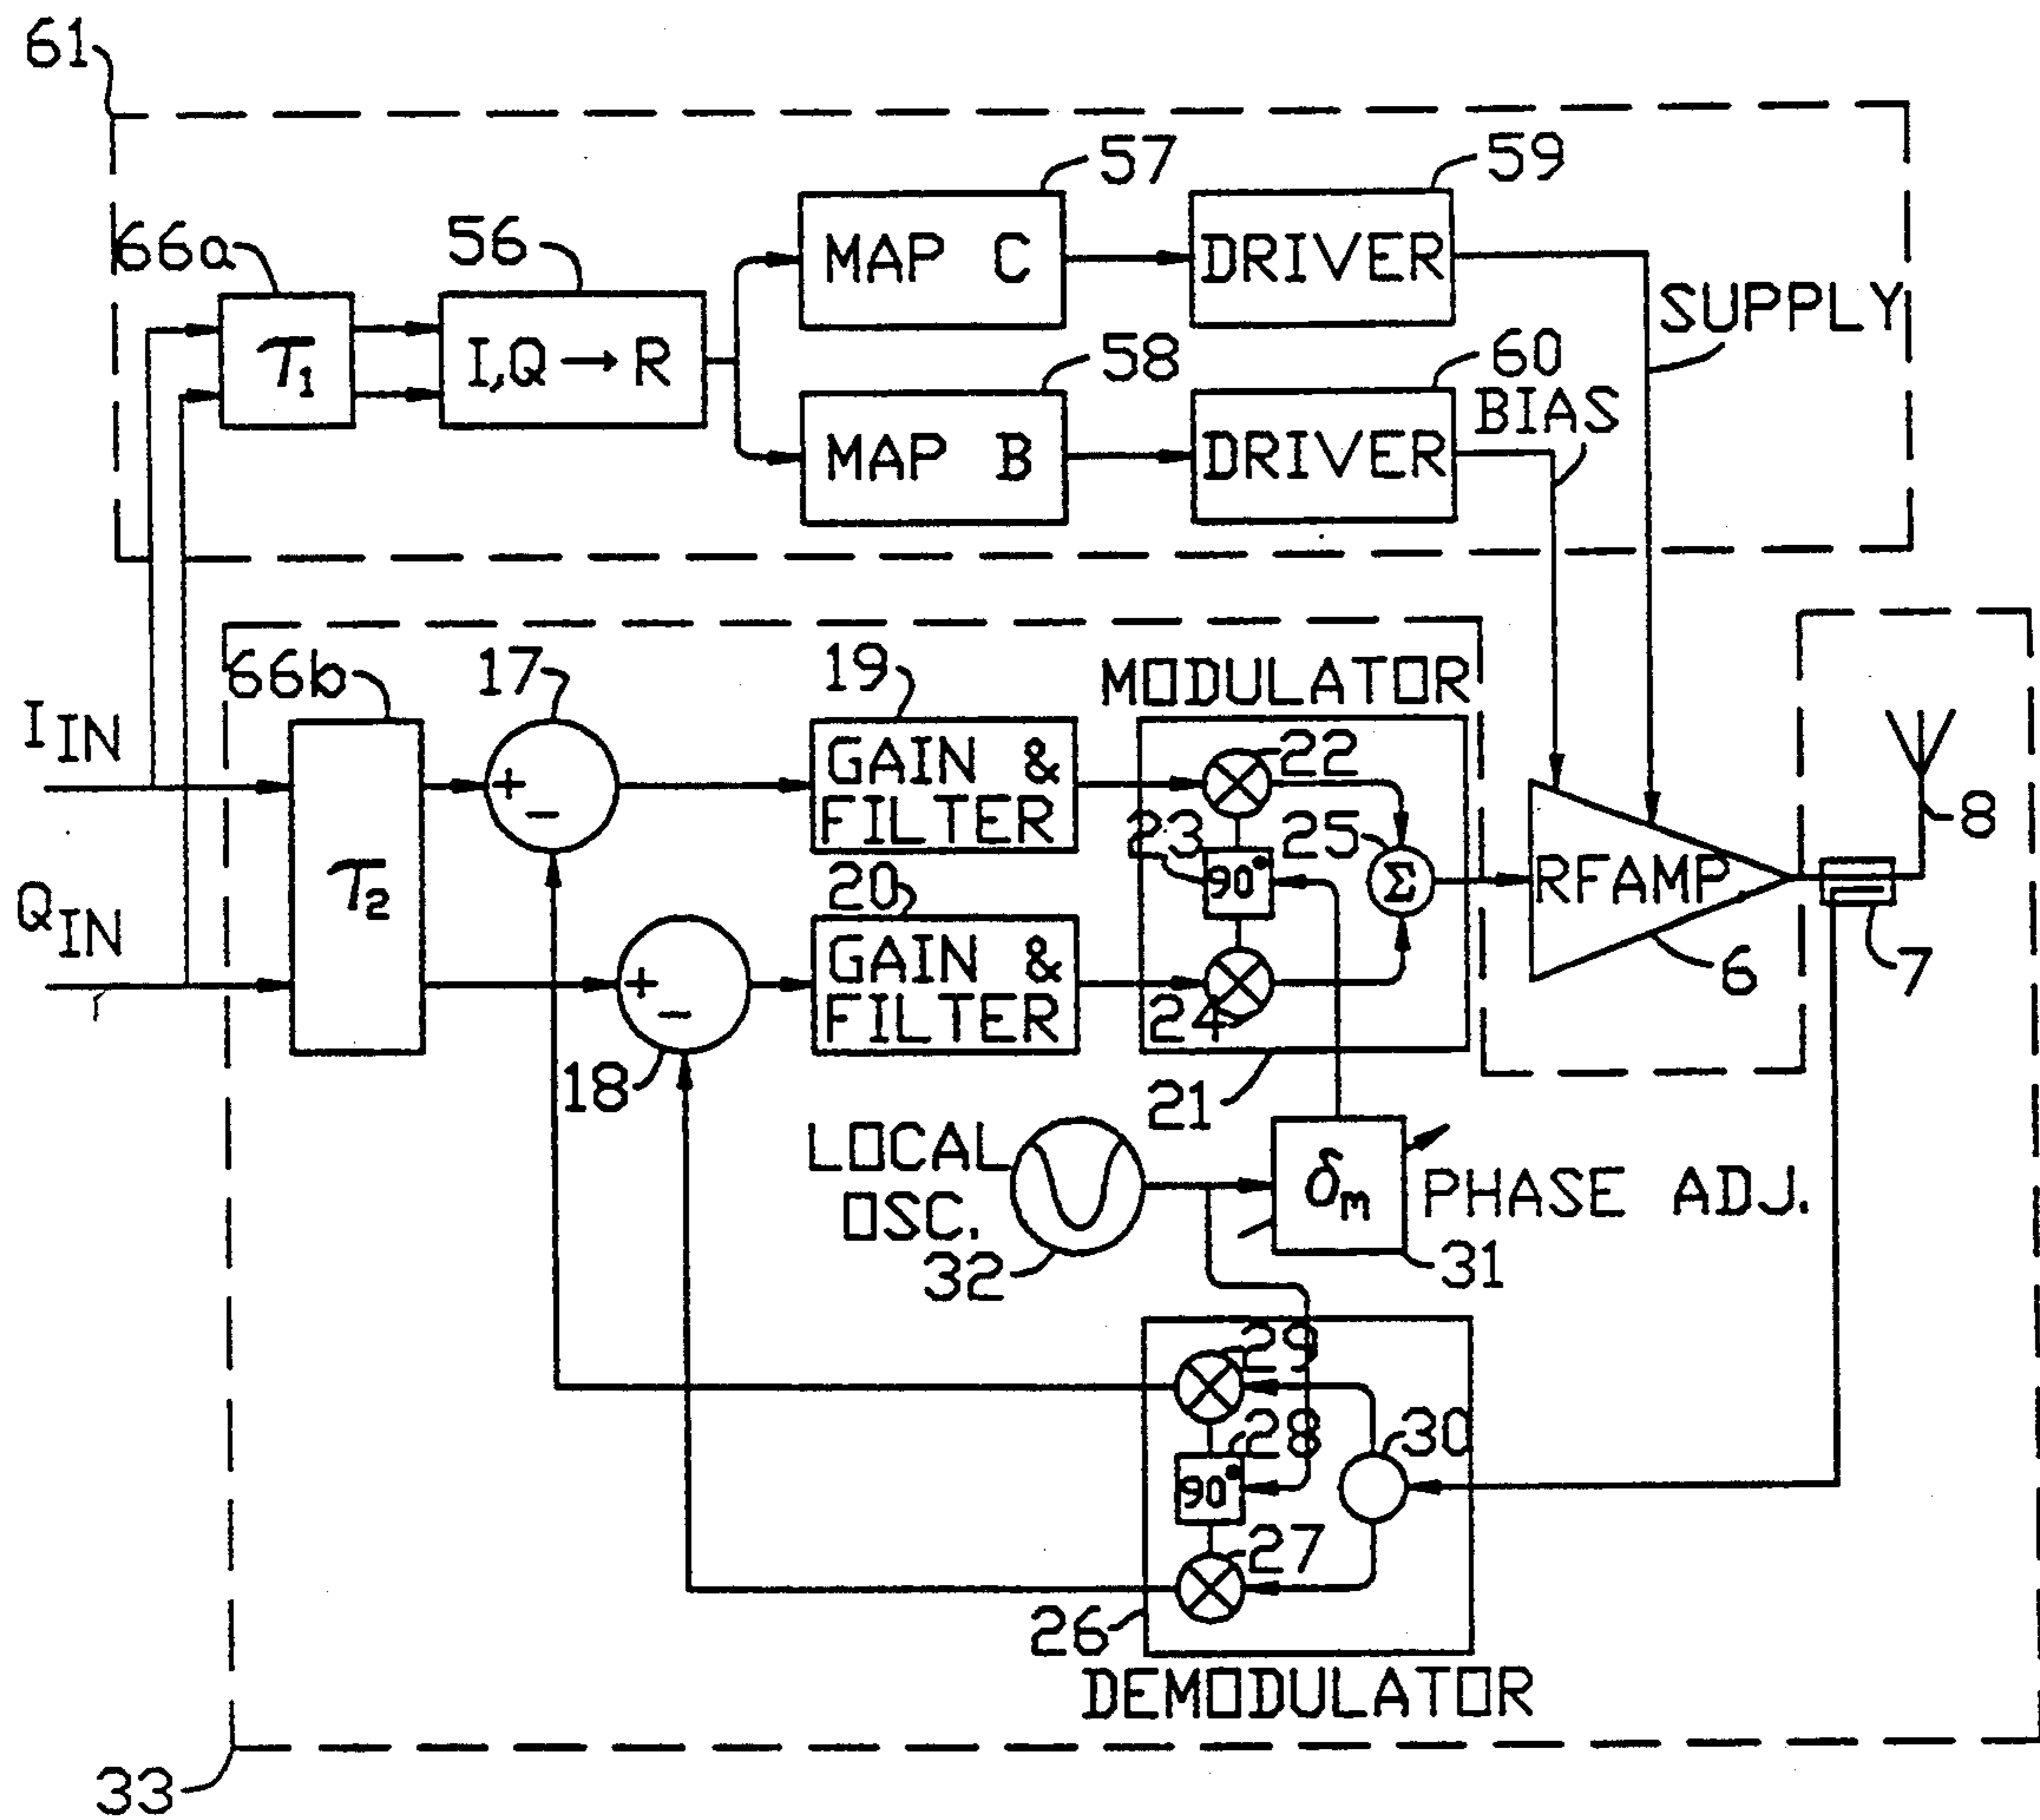 61
57
59
66a
56
MAP C
DRIVER
SUPPLY
τ1
I,Q → R
58
60
BIAS
MAP B
DRIVER
66b
17
19
MODULATOR
I IN
GAIN &
FILTER
22
23
25
8
τ2
90°
Σ
RFAMP
Q IN
20
GAIN &
FILTER
24
6
7
18
21
LOCAL
OSC.
δm
PHASE ADJ.
32
31
29
28
30
90°
27
26
DEMODULATOR
33